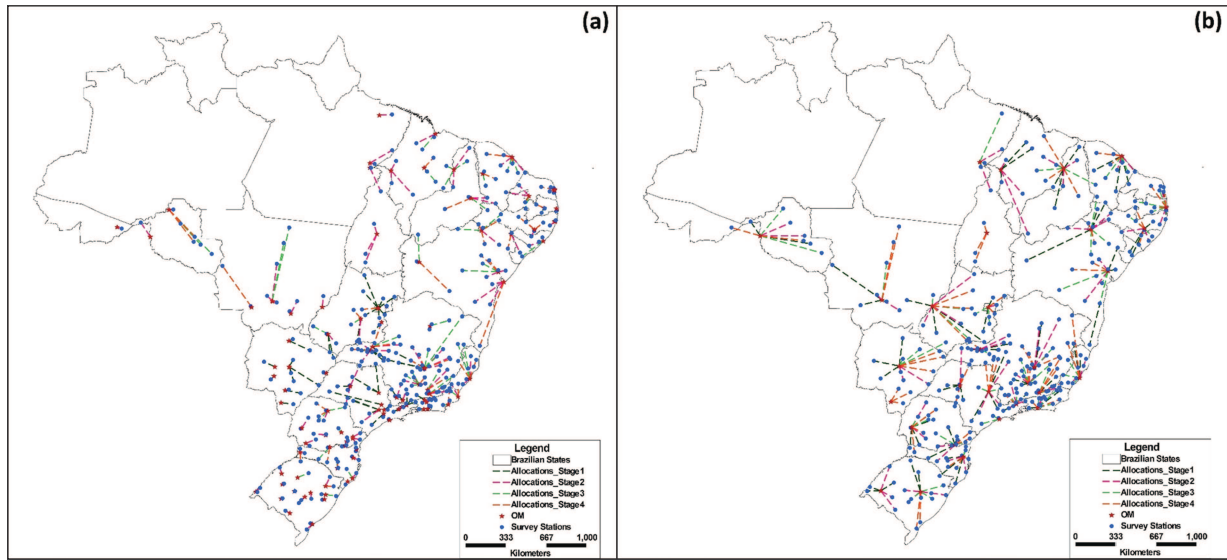 (a)
Legend
Brazilian States
Allocations_Stage1
Allocations_Stage2
Allocations_Stage3
Allocations_Stage4
OM
Survey Stations
0 333 667 1,000
Kilometers
(b)
Legend
Brazilian States
Allocations_Stage1
Allocations_Stage2
Allocations_Stage3
Allocations_Stage4
OM
Survey Stations
0 333 667 1,000
Kilometers